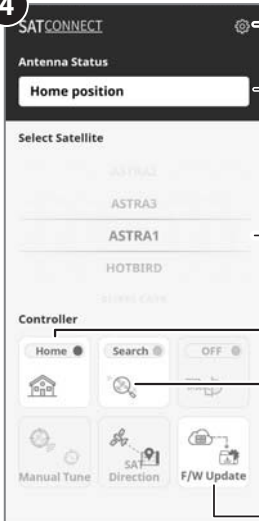 4
SATCONNECT
Antenna Status
Home position
Select Satellite
ASTRA2
ASTRA3
ASTRA1
HOTBIRD
Controller
Home
Search
OFF
Manual Tune
SAT
Direction
F/W Update